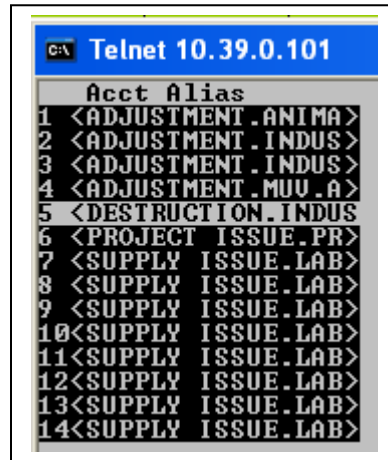 Telnet 10.39.0.101
Acct Alias
1 <ADJUSTMENT.ANIMA>
2 <ADJUSTMENT.INDUS>
3 <ADJUSTMENT.INDUS>
4 <ADJUSTMENT.MUV.A>
5 <DESTRUCTION.INDUS
6 <PROJECT ISSUE.PR>
7 <SUPPLY ISSUE.LAB>
8 <SUPPLY ISSUE.LAB>
9 <SUPPLY ISSUE.LAB>
10<SUPPLY ISSUE.LAB>
11<SUPPLY ISSUE.LAB>
12<SUPPLY ISSUE.LAB>
13<SUPPLY ISSUE.LAB>
14<SUPPLY ISSUE.LAB>